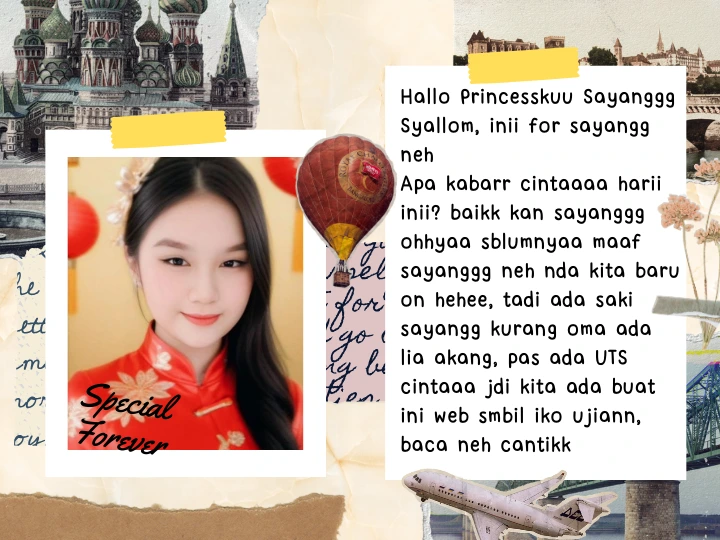 Hallo Princesskuu Sayanggg
Syallom, inii for sayangg
neh
Apa kabarr cintaaaa harii
inii? baikk kan sayanggg
ohhyaa sblumnyaa maaf
sayanggg neh nda kita baru
on hehee, tadi ada saki
sayangg kurang oma ada
lia akang, pas ada UTS
cintaaa jdi kita ada buat
ini web smbil iko ujiann,
baca neh cantikk
Special
Forever